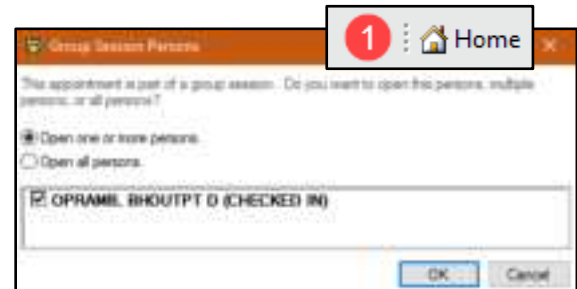 1 Home
Group Session Persons
This appointment is part of a group session. Do you want to open this persons, multiple
persons, or all persons?
Open one or more persons.
Open all persons.
OPRAMB, BHOUTPT D (CHECKED IN)
OK Cancel